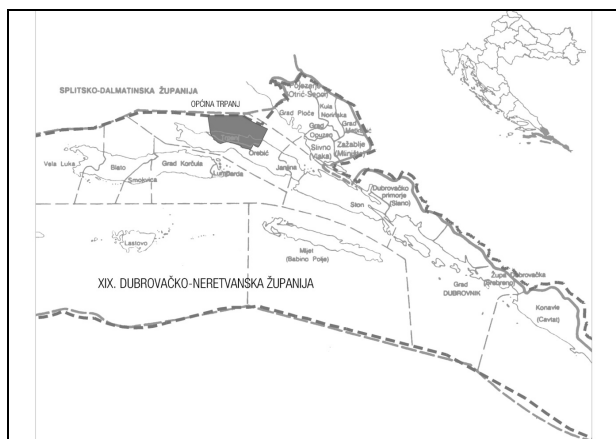 SPLITSKO-DALMATINSKA ŽUPANIJA
OPĆINA TRPANJ
Pojezerje
(Otrić-Seoci)
Grad Ploče
Kula
Norinska
Grad
Metković
Grad
Opuzen
Slivno
(Vlaka)
Zažablje
(Mlinište)
Vela Luka
Blato
Smokvica
Grad Korčula
Lumbarda
Orebić
Janjina
Ston
Dubrovačko
primorje
(Slano)
Lastovo
Mljet
(Babino Polje)
XIX. DUBROVAČKO-NERETVANSKA ŽUPANIJA
Grad
DUBROVNIK
Župa Dubrovačka
(Srebreno)
Konavle
(Cavtat)